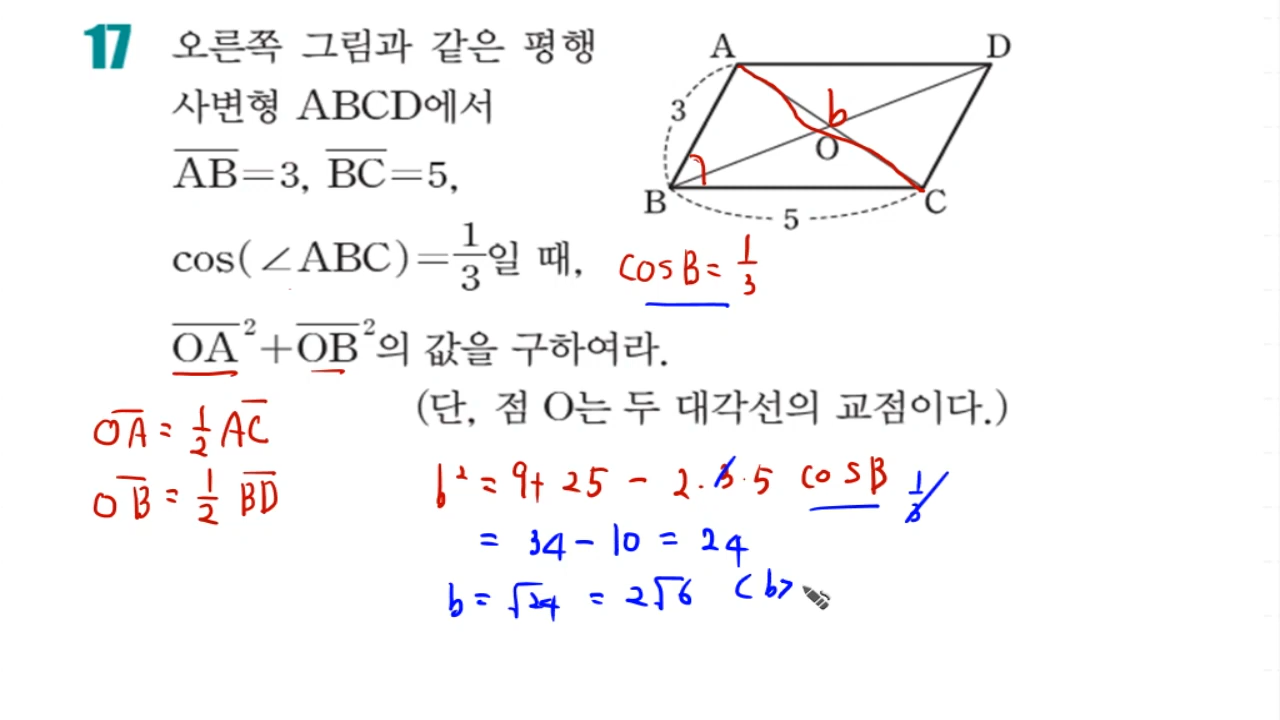 17 오른쪽 그림과 같은 평행
사변형 ABCD에서
AB=3, BC=5,
cos(∠ABC)=1/3일 때,
OA²+OB²의 값을 구하여라.
(단, 점 O는 두 대각선의 교점이다.)
A
D
3
b
O
B
C
5
cosB = 1/3
OA = 1/2 AC
OB = 1/2 BD
b² = 9+ 25 - 2·3·5 cosB 1/3
= 34 - 10 = 24
b = √24 = 2√6 (b>